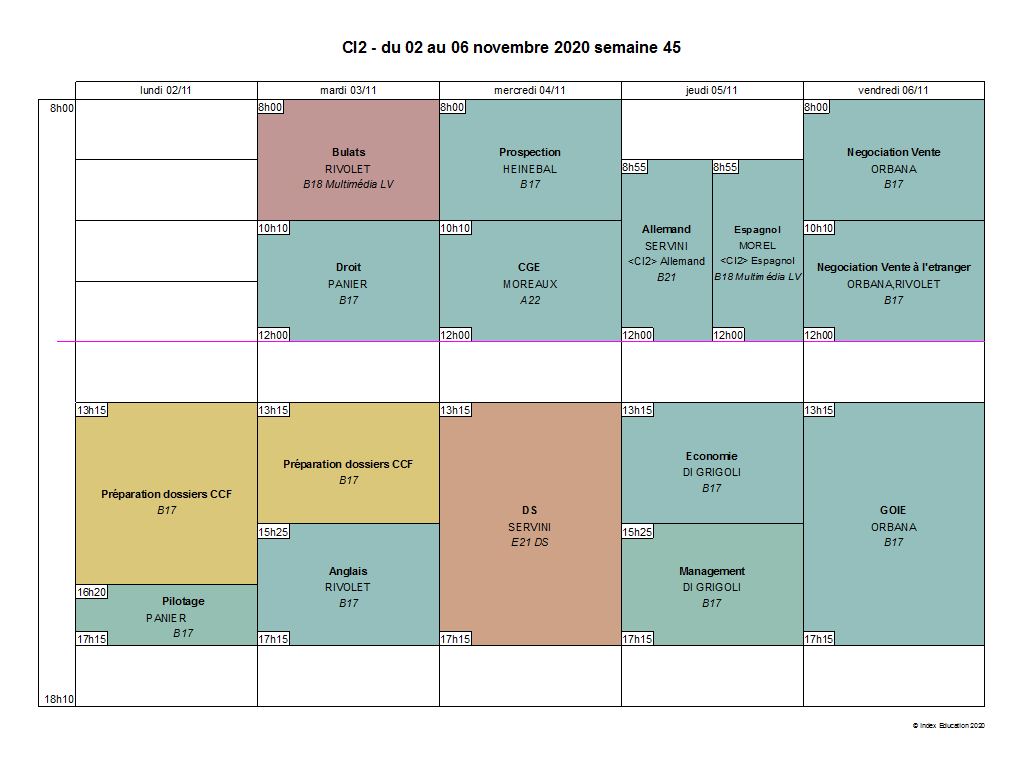 CI2 - du 02 au 06 novembre 2020 semaine 45
lundi 02/11
mardi 03/11
mercredi 04/11
jeudi 05/11
vendredi 06/11
8h00
18h10
13h15
Préparation dossiers CCF
B17
16h20
Pilotage
PANIER
B17
17h15
8h00
Bulats
RIVOLET
B18 Multimédia LV
10h10
Droit
PANIER
B17
12h00
13h15
Préparation dossiers CCF
B17
15h25
Anglais
RIVOLET
B17
17h15
8h00
Prospection
HEINEBAL
B17
10h10
CGE
MOREAUX
A22
12h00
13h15
DS
SERVINI
E21 DS
17h15
8h55
Allemand
SERVINI
<CI2> Allemand
B21
12h00
8h55
Espagnol
MOREL
<CI2> Espagnol
B18 Multimédia LV
12h00
13h15
Economie
DI GRIGOLI
B17
15h25
Management
DI GRIGOLI
B17
17h15
8h00
Negociation Vente
ORBANA
B17
10h10
Negociation Vente à l'etranger
ORBANA,RIVOLET
B17
12h00
13h15
GOIE
ORBANA
B17
17h15
© Index Education 2020